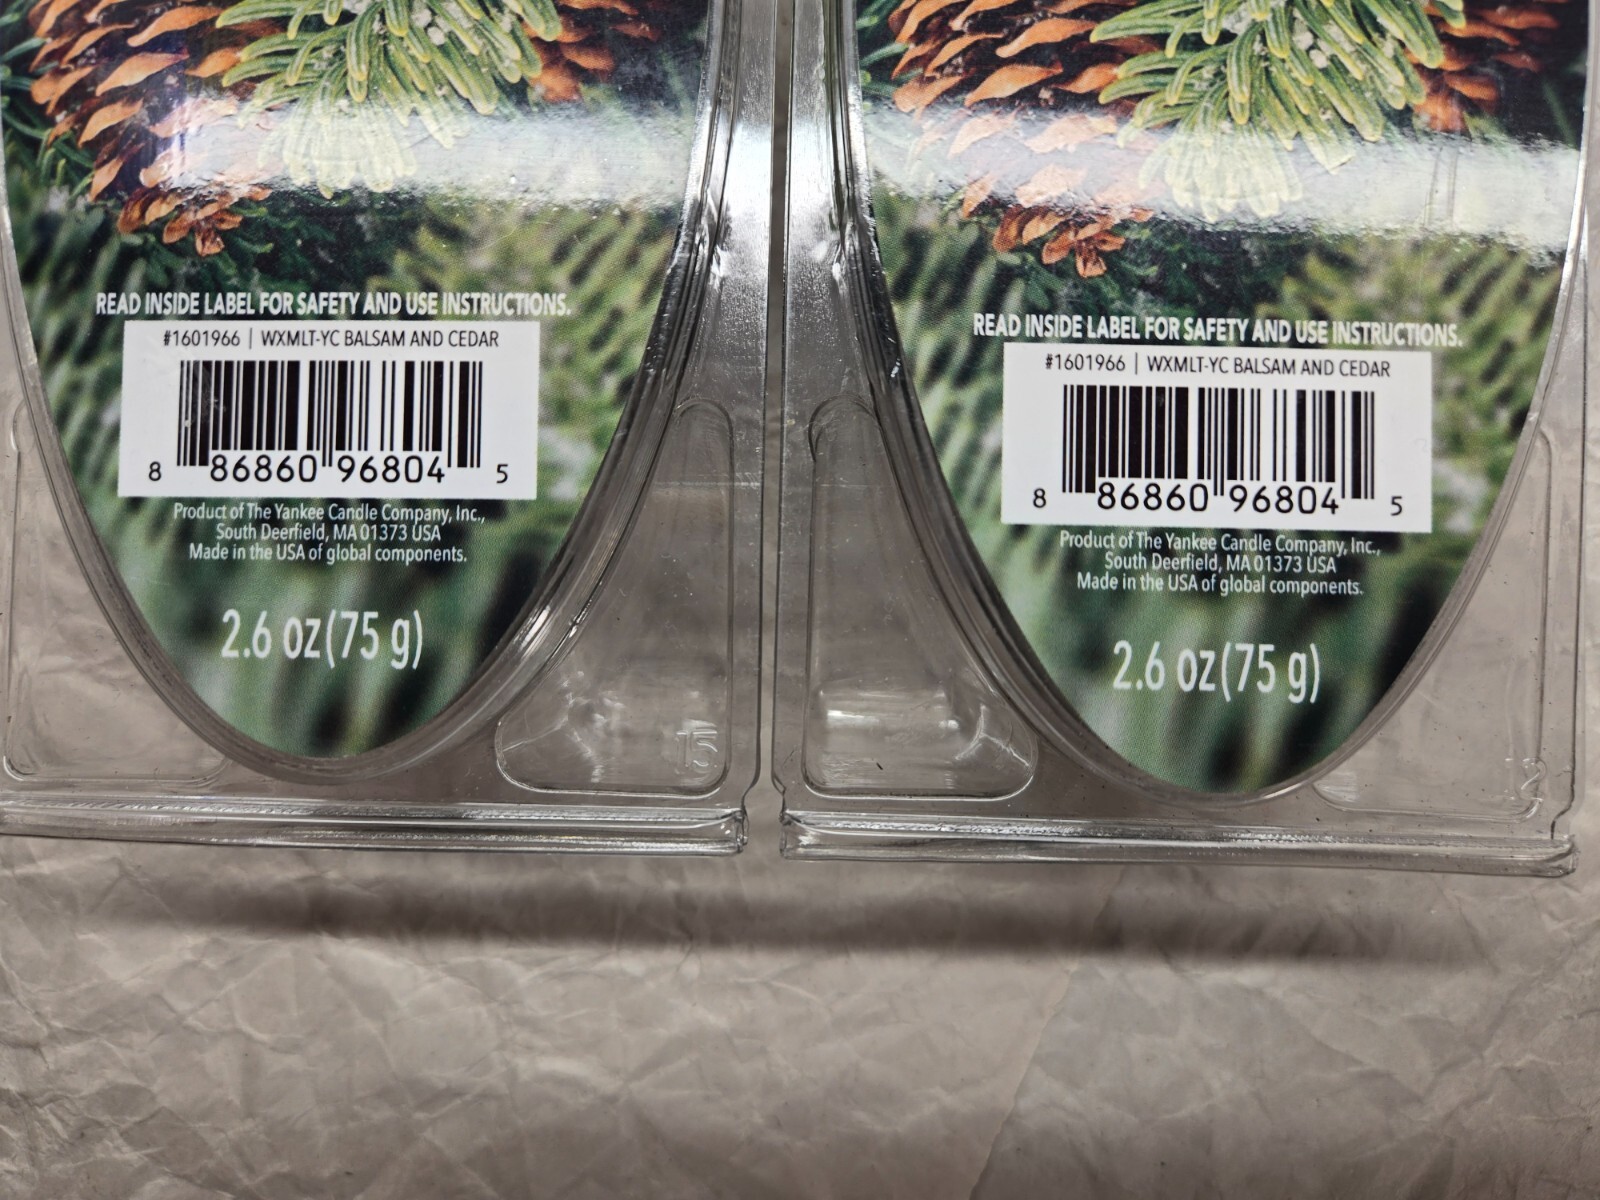 READ INSIDE LABEL FOR SAFETY AND USE INSTRUCTIONS.
#1601966 | WXMLT-YC BALSAM AND CEDAR
8 86860 96804 5
Product of The Yankee Candle Company, Inc.,
South Deerfield, MA 01373 USA
Made in the USA of global components.
2.6 oz(75 g)
15
READ INSIDE LABEL FOR SAFETY AND USE INSTRUCTIONS.
#1601966 | WXMLT-YC BALSAM AND CEDAR
8 86860 96804 5
Product of The Yankee Candle Company, Inc.,
South Deerfield, MA 01373 USA
Made in the USA of global components.
2.6 oz(75 g)